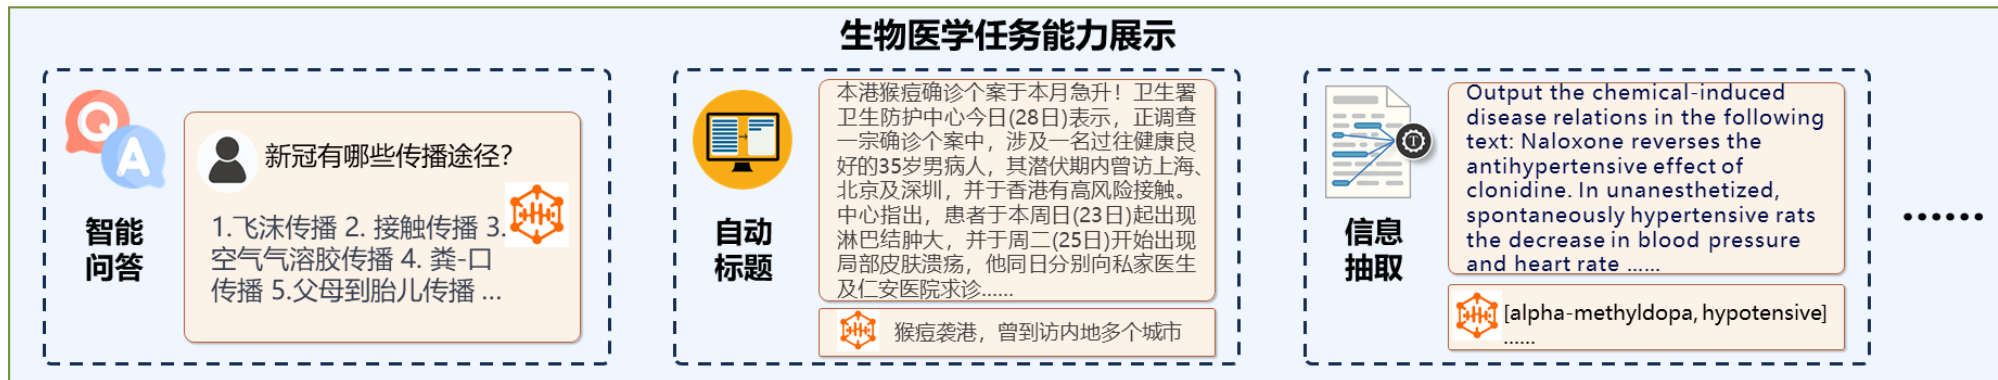 生物医学任务能力展示
智能
问答
新冠有哪些传播途径?
1.飞沫传播 2. 接触传播 3.
空气气溶胶传播 4. 粪-口
传播 5.父母到胎儿传播 ...
自动
标题
本港猴痘确诊个案于本月急升！卫生署
卫生防护中心今日(28日)表示，正调查
一宗确诊个案中，涉及一名过往健康良
好的35岁男病人，其潜伏期内曾访上海、
北京及深圳，并于香港有高风险接触。
中心指出，患者于本周日(23日)起出现
淋巴结肿大，并于周二(25日)开始出现
局部皮肤溃疡，他同日分别向私家医生
及仁安医院求诊......
猴痘袭港，曾到访内地多个城市
信息
抽取
Output the chemical-induced
disease relations in the following
text: Naloxone reverses the
antihypertensive effect of
clonidine. In unanesthetized,
spontaneously hypertensive rats
the decrease in blood pressure
and heart rate ......
[alpha-methyldopa, hypotensive]
......
......